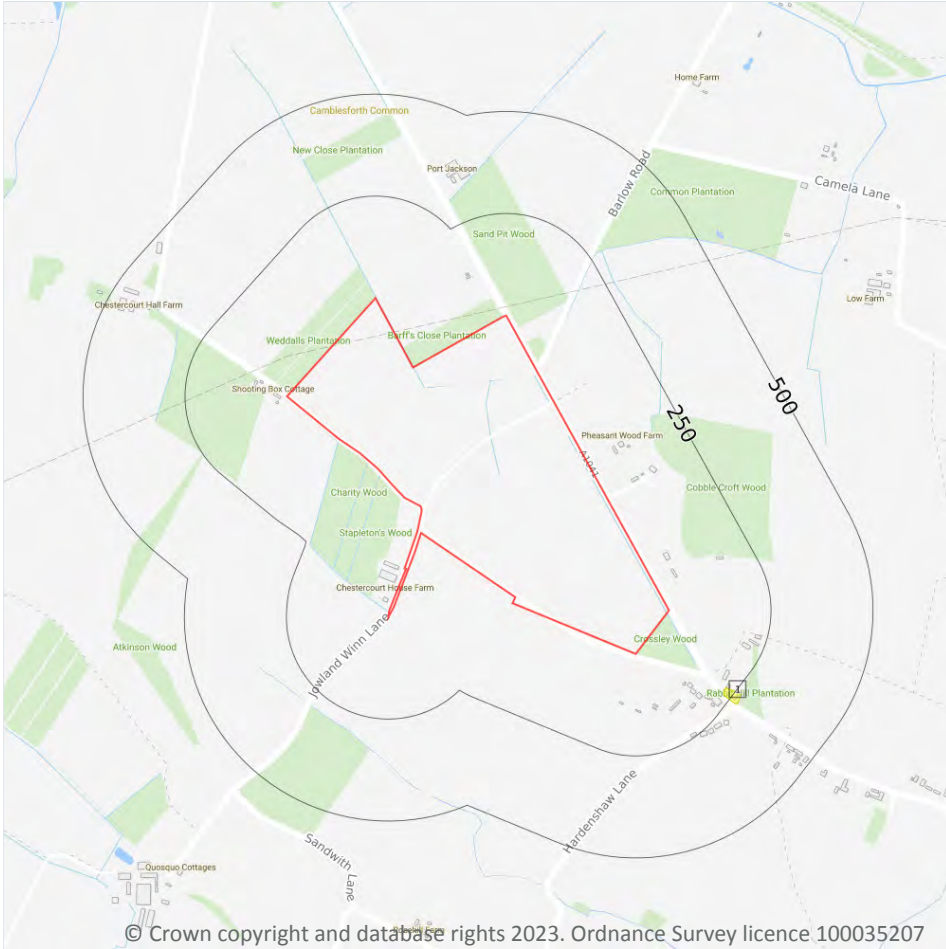 Home Farm
Camblesforth Common
New Close Plantation
Port Jackson
Barlow Road
Common Plantation
Camela Lane
Sand Pit Wood
Low Farm
Chestercourt Hall Farm
Weddalls Plantation
Barff's Close Plantation
Shooting Box Cottage
500
250
Pheasant Wood Farm
A1041
Cobble Croft Wood
Charity Wood
Stapleton's Wood
Chestercourt House Farm
Jowland Winn Lane
Crossley Wood
Atkinson Wood
1
Plantation
Hardenshaw Lane
Sandwith Lane
Quosquo Cottages
© Crown copyright and database rights 2023. Ordnance Survey licence 100035207